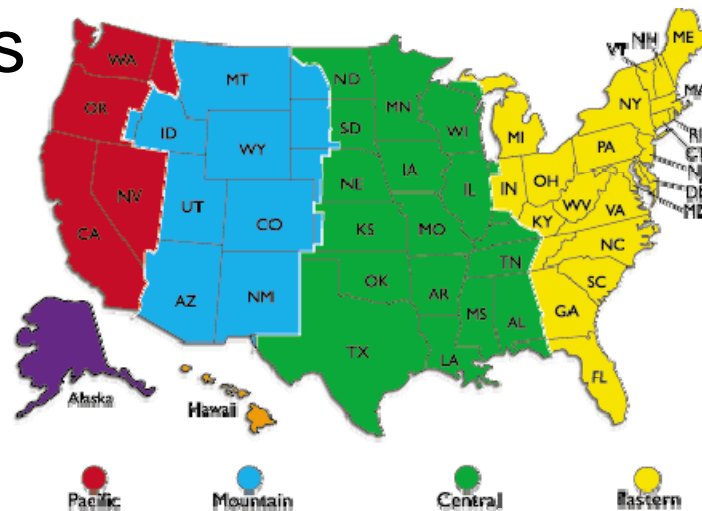 s
WA
OR
CA
NV
ID
MT
WY
UT
CO
AZ
NM
ND
SD
NE
KS
OK
TX
MN
IA
MO
AR
LA
WI
IL
MS
TN
AL
MI
IN
OH
KY
WV
VA
NC
SC
GA
FL
PA
NY
VT
NH
ME
Alaska
Hawaii
Pacific
Mountain
Central
Eastern